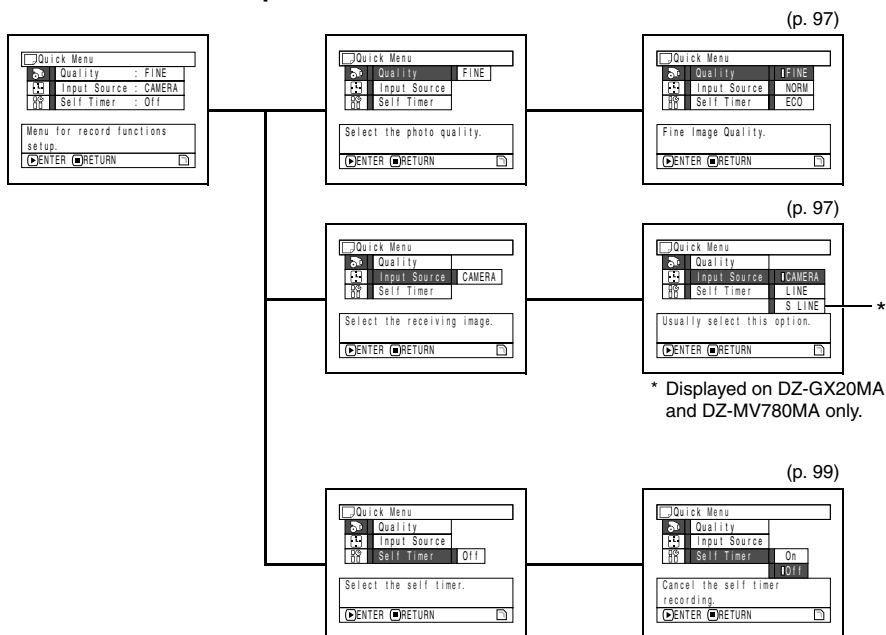 (p. 97)
Quick Menu
Quality : FINE
Input Source : CAMERA
Self Timer : Off
Menu for record functions
setup.
ENTER RETURN
Quick Menu
Quality FINE
Input Source
Self Timer
Select the photo quality.
ENTER RETURN
Quick Menu
Quality FINE
Input Source NORM
Self Timer ECO
Fine Image Quality.
ENTER RETURN
(p. 97)
Quick Menu
Quality
Input Source CAMERA
Self Timer
Select the receiving image.
ENTER RETURN
Quick Menu
Quality
Input Source CAMERA
Self Timer LINE
S LINE
*
Usually select this option.
ENTER RETURN
* Displayed on DZ-GX20MA
and DZ-MV780MA only.
(p. 99)
Quick Menu
Quality
Input Source
Self Timer Off
Select the self timer.
ENTER RETURN
Quick Menu
Quality
Input Source
Self Timer On
Off
Cancel the self timer
recording.
ENTER RETURN